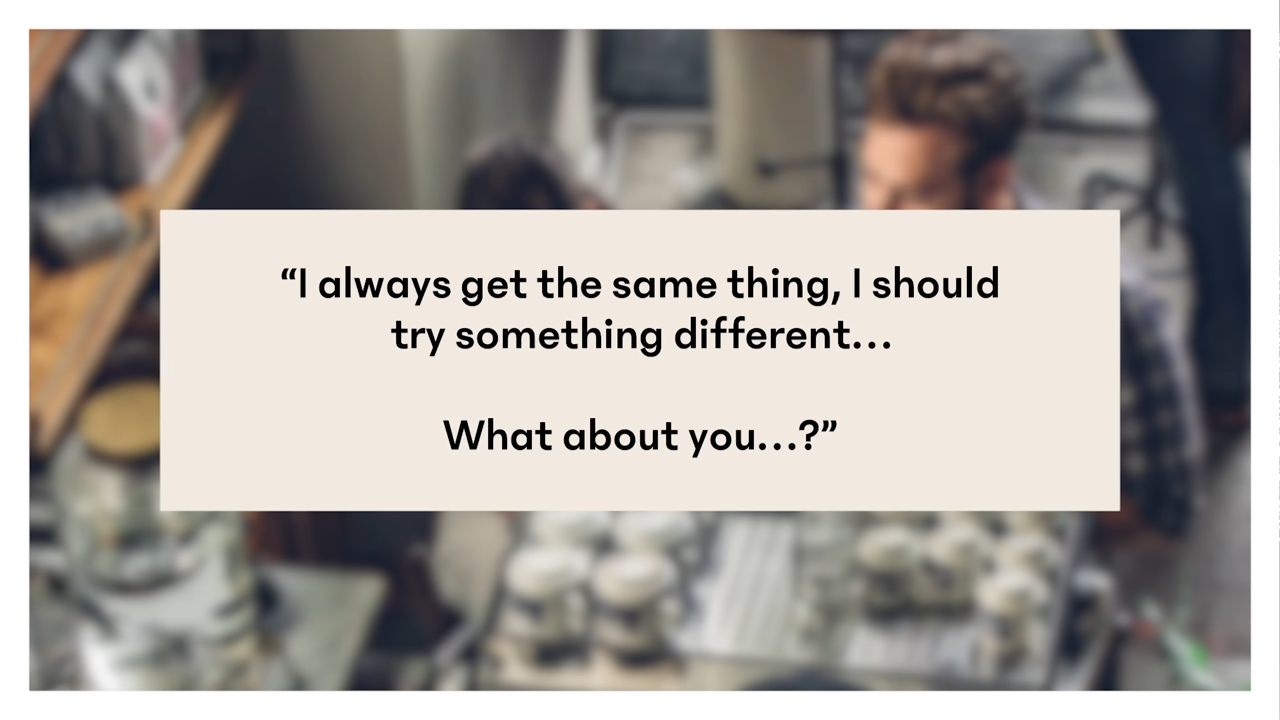 “I always get the same thing, I should
try something different…
What about you…?”